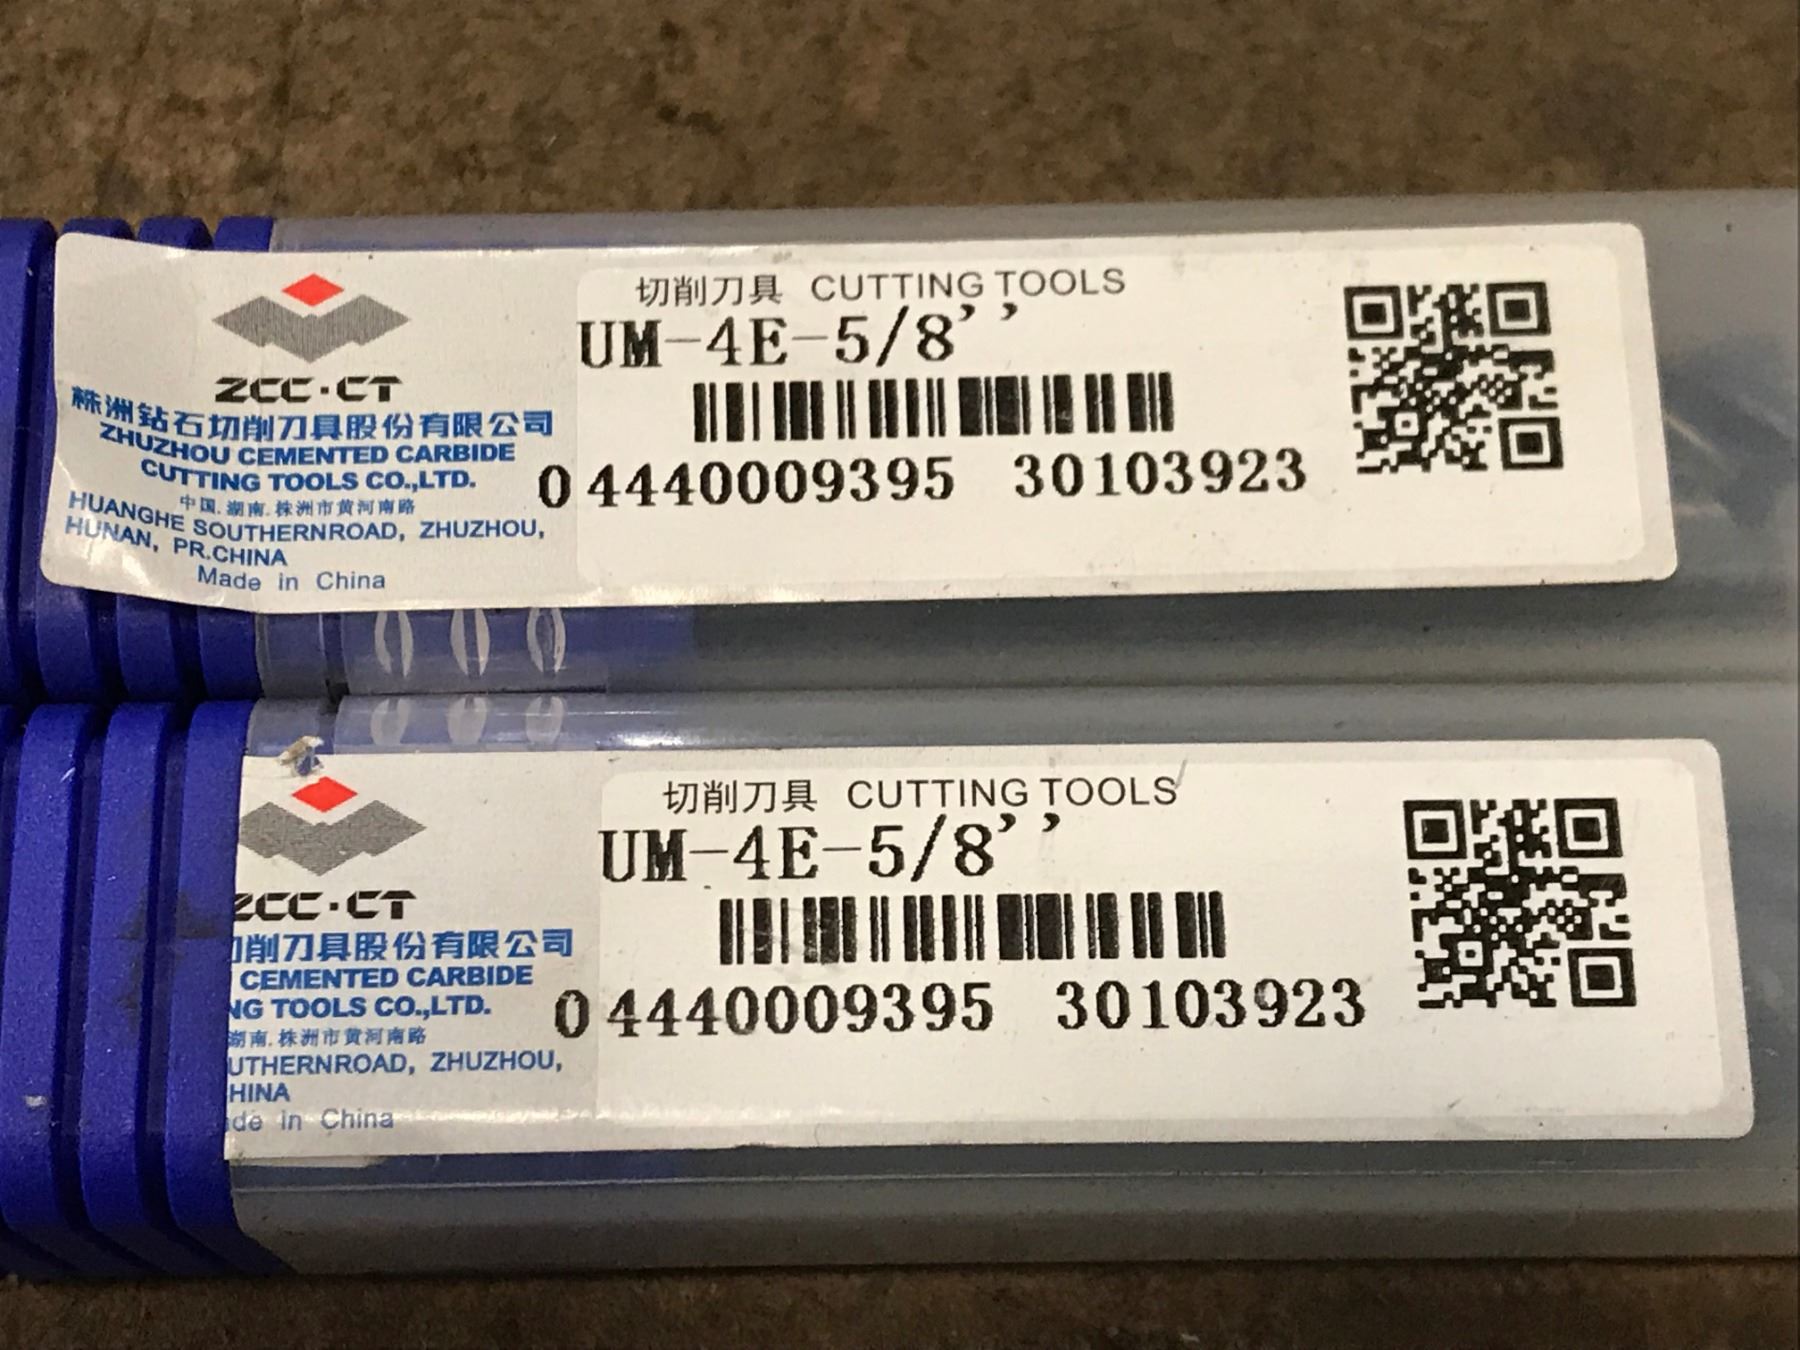 切削刀具 CUTTING TOOLS
UM-4E-5/8''
0 4440009395 30103923
ZCC·CT
株洲钻石切削刀具股份有限公司
ZHUZHOU CEMENTED CARBIDE
CUTTING TOOLS CO.,LTD.
中国.湖南.株洲市黄河南路
HUANGHE SOUTHERNROAD, ZHUZHOU,
HUNAN, PR.CHINA
Made in China
切削刀具 CUTTING TOOLS
UM-4E-5/8''
0 4440009395 30103923
ZCC·CT
削刀具股份有限公司
CEMENTED CARBIDE
NG TOOLS CO.,LTD.
湖南.株洲市黄河南路
UTHERNROAD, ZHUZHOU,
HINA
de in China